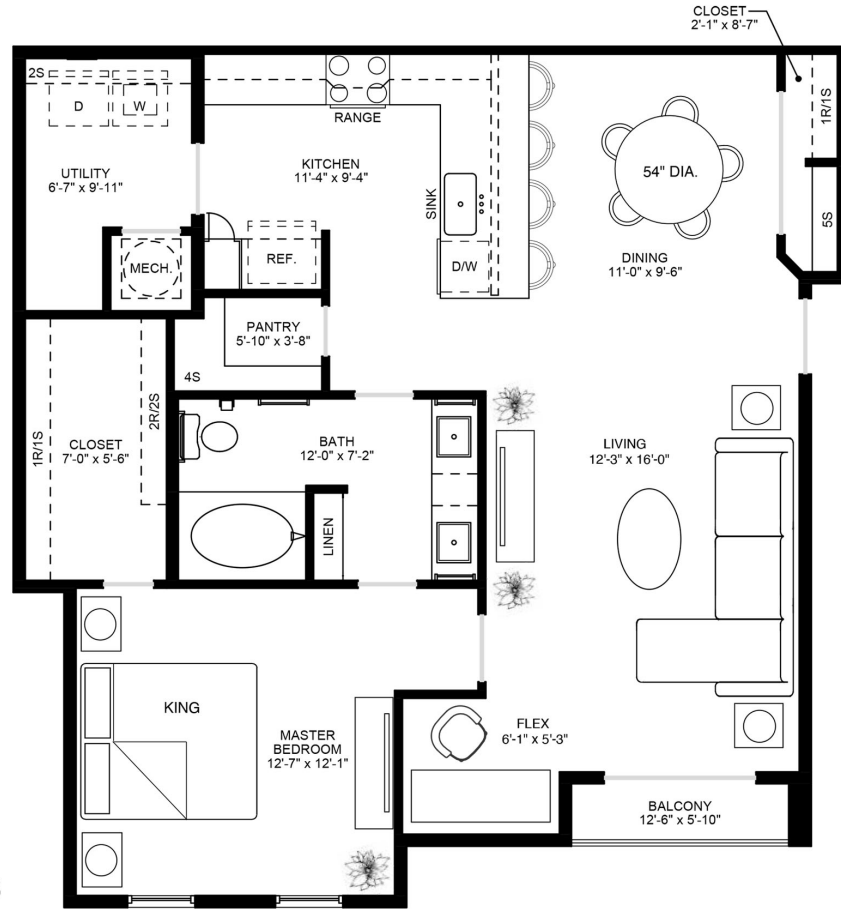 CLOSET
2'-1" x 8'-7"
2S
D
W
RANGE
UTILITY
6'-7" x 9'-11"
KITCHEN
11'-4" x 9'-4"
SINK
54" DIA.
1R/1S
5S
MECH.
REF.
D/W
DINING
11'-0" x 9'-6"
PANTRY
5'-10" x 3'-8"
4S
1R/1S
2R/2S
CLOSET
7'-0" x 5'-6"
BATH
12'-0" x 7'-2"
LINEN
LIVING
12'-3" x 16'-0"
KING
MASTER
BEDROOM
12'-7" x 12'-1"
FLEX
6'-1" x 5'-3"
BALCONY
12'-6" x 5'-10"